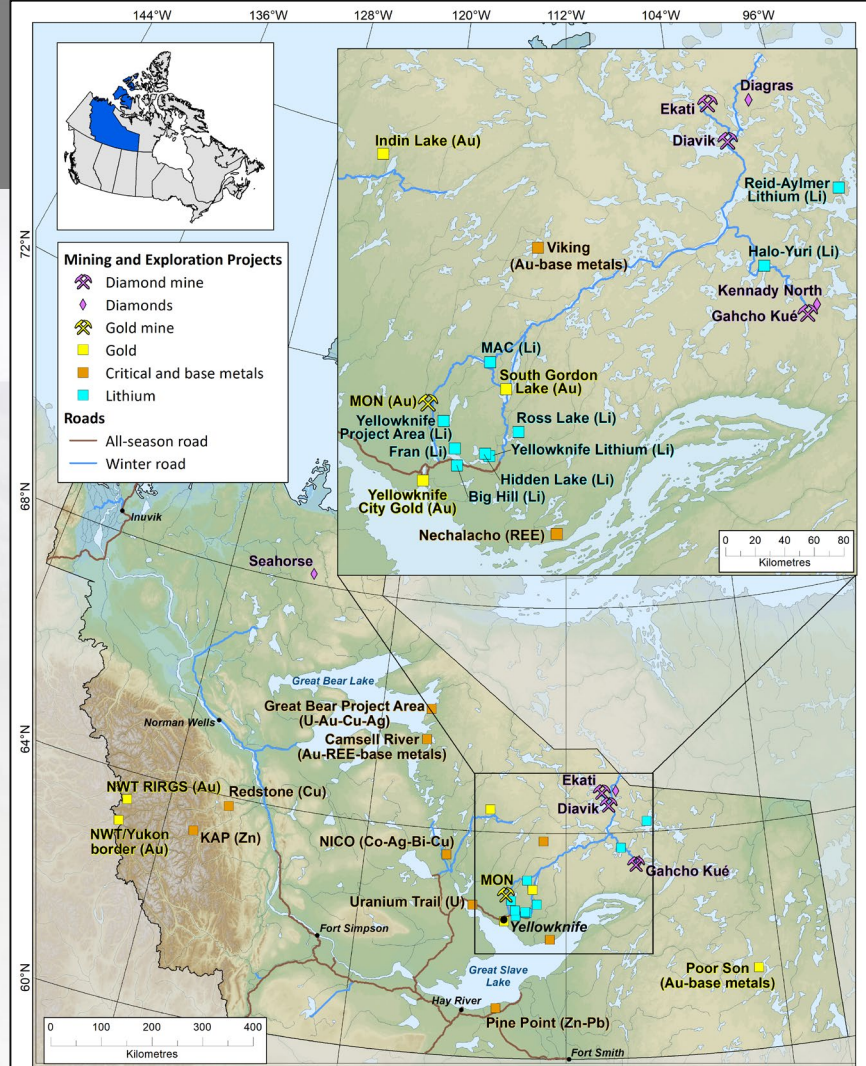 144°W
136°W
128°W
120°W
112°W
104°W
96°W
72°N
68°N
64°N
60°N
Mining and Exploration Projects
Diamond mine
Diamonds
Gold mine
Gold
Critical and base metals
Lithium
Roads
All-season road
Winter road
Diagras
Ekati
Diavik
Indin Lake (Au)
Reid-Aylmer
Lithium (Li)
Viking
(Au-base metals)
Halo-Yuri (Li)
Kennady North
Gahcho Kué
MAC (Li)
South Gordon
Lake (Au)
MON (Au)
Yellowknife
Project Area (Li)
Ross Lake (Li)
Fran (Li)
Yellowknife Lithium (Li)
Hidden Lake (Li)
Big Hill (Li)
Yellowknife
City Gold (Au)
Nechalacho (REE)
0 20 40 60 80
Kilometres
Inuvik
Seahorse
Great Bear Lake
Great Bear Project Area
(U-Au-Cu-Ag)
Norman Wells
Camsell River
(Au-REE-base metals)
NWT RIRGS (Au)
Redstone (Cu)
NWT/Yukon
border (Au)
KAP (Zn)
NICO (Co-Ag-Bi-Cu)
Ekati
Diavik
Gahcho Kué
MON
Uranium Trail (U)
Yellowknife
Fort Simpson
Great Slave
Lake
Poor Son
(Au-base metals)
Hay River
Pine Point (Zn-Pb)
Fort Smith
0 50 100 200 300 400
Kilometres